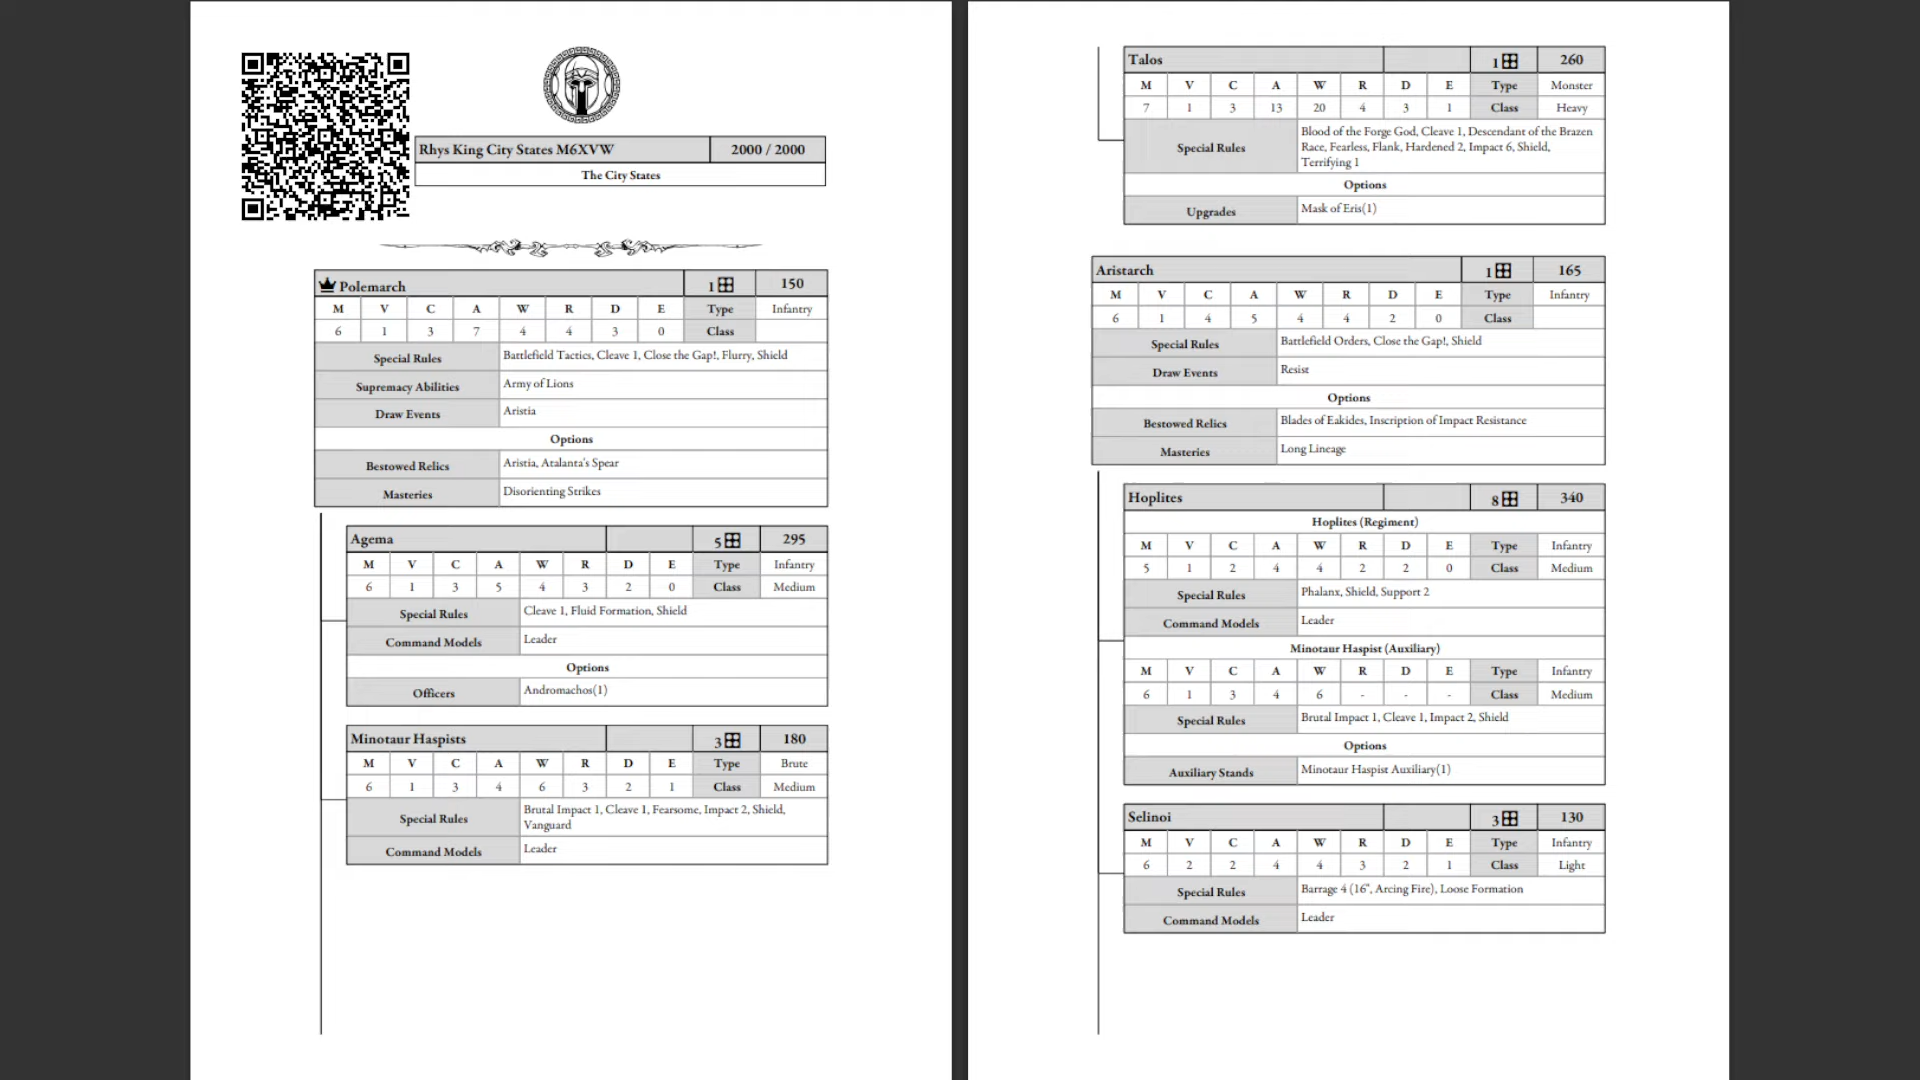 Rhys King City States M6XVW 2000 / 2000
The City States
Polemarch 1 150
M V C A W R D E Type Infantry
6 1 3 7 4 4 3 0 Class
Special Rules Battlefield Tactics, Cleave 1, Close the Gap!, Flurry, Shield
Supremacy Abilities Army of Lions
Draw Events Aristia
Options
Bestowed Relics Aristia, Atalanta's Spear
Masteries Disorienting Strikes
Agema 5 295
M V C A W R D E Type Infantry
6 1 3 5 4 3 2 0 Class Medium
Special Rules Cleave 1, Fluid Formation, Shield
Command Models Leader
Options
Officers Andromachos(1)
Minotaur Haspists 3 180
M V C A W R D E Type Brute
6 1 3 4 6 3 2 1 Class Medium
Special Rules Brutal Impact 1, Cleave 1, Fearsome, Impact 2, Shield,
Vanguard
Command Models Leader
Talos 1 260
M V C A W R D E Type Monster
7 1 3 13 20 4 3 1 Class Heavy
Special Rules Blood of the Forge God, Cleave 1, Descendant of the Brazen
Race, Fearless, Flank, Hardened 2, Impact 6, Shield,
Terrifying 1
Options
Upgrades Mask of Eris(1)
Aristarch 1 165
M V C A W R D E Type Infantry
6 1 4 5 4 4 2 0 Class
Special Rules Battlefield Orders, Close the Gap!, Shield
Draw Events Resist
Options
Bestowed Relics Blades of Eakides, Inscription of Impact Resistance
Masteries Long Lineage
Hoplites 8 340
Hoplites (Regiment)
M V C A W R D E Type Infantry
5 1 2 4 4 2 2 0 Class Medium
Special Rules Phalanx, Shield, Support 2
Command Models Leader
Minotaur Haspist (Auxiliary)
M V C A W R D E Type Infantry
6 1 3 4 6 - - - Class Medium
Special Rules Brutal Impact 1, Cleave 1, Impact 2, Shield
Options
Auxiliary Stands Minotaur Haspist Auxiliary(1)
Selinoi 3 130
M V C A W R D E Type Infantry
6 2 2 4 4 3 2 1 Class Light
Special Rules Barrage 4 (16", Arcing Fire), Loose Formation
Command Models Leader